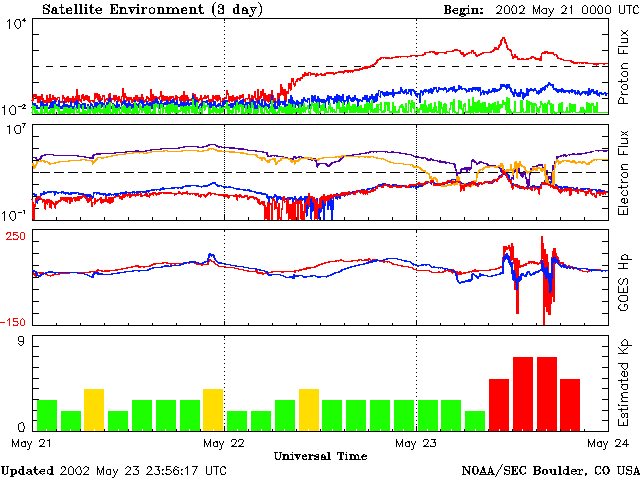 Satellite Environment (3 day) Begin: 2002 May 21 0000 UTC
10^4
10^-2
Proton Flux
10^7
10^-1
Electron Flux
250
-150
GOES Hp
9
0
Estimated Kp
May 21 May 22 May 23 May 24
Universal Time
Updated 2002 May 23 23:56:17 UTC NOAA/SEC Boulder, CO USA